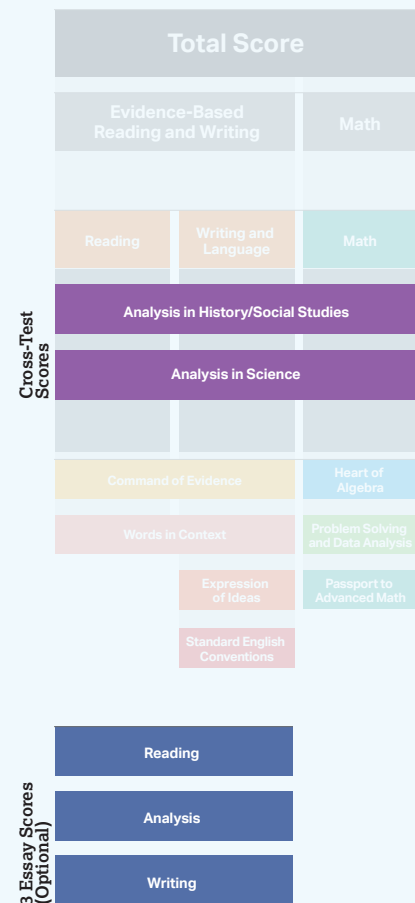 Total Score
Evidence-Based
Reading and Writing
Math
Reading
Writing and
Language
Math
Cross-Test
Scores
Analysis in History/Social Studies
Analysis in Science
Command of Evidence
Heart of
Algebra
Words in Context
Problem Solving
and Data Analysis
Expression
of Ideas
Passport to
Advanced Math
Standard English
Conventions
3 Essay Scores
(Optional)
Reading
Analysis
Writing